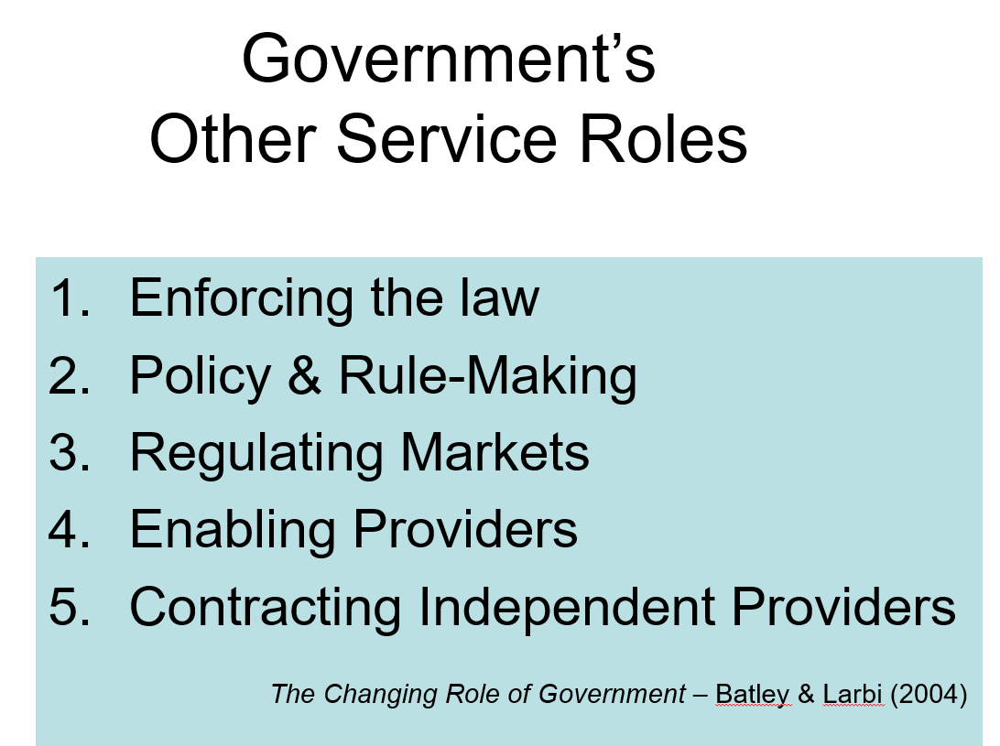 Government’s
Other Service Roles
1. Enforcing the law
2. Policy & Rule-Making
3. Regulating Markets
4. Enabling Providers
5. Contracting Independent Providers
The Changing Role of Government – Batley & Larbi (2004)